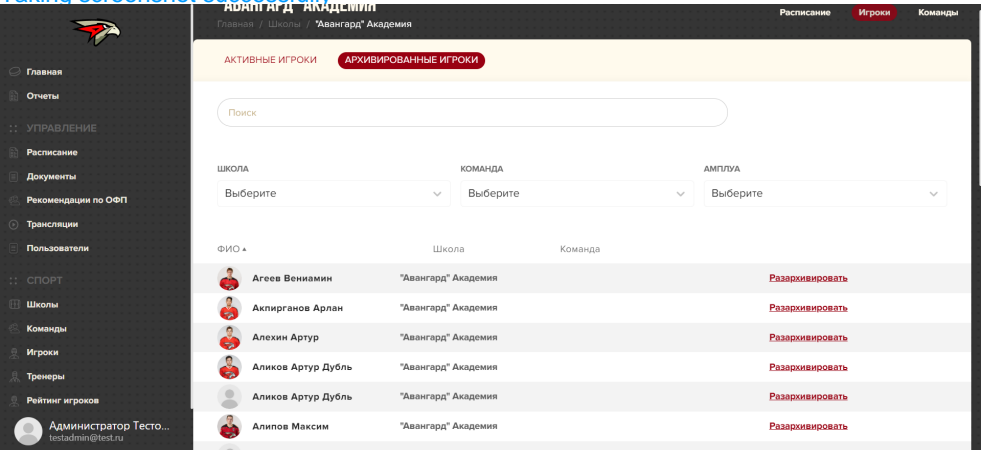 "АВАНГАРД" АКАДЕМИЯ
Главная / Школы / "Авангард" Академия
Расписание
Игроки
Команды
Главная
Отчеты
:: УПРАВЛЕНИЕ
Расписание
Документы
Рекомендации по ОФП
Трансляции
Пользователи
:: СПОРТ
Школы
Команды
Игроки
Тренеры
Рейтинг игроков
Администратор Тесто...
testadmin@test.ru
АКТИВНЫЕ ИГРОКИ
АРХИВИРОВАННЫЕ ИГРОКИ
Поиск
ШКОЛА
КОМАНДА
АМПЛУА
Выберите
Выберите
Выберите
ФИО Школа Команда
Агеев Вениамин "Авангард" Академия Разархивировать
Акпирганов Арлан "Авангард" Академия Разархивировать
Алехин Артур "Авангард" Академия Разархивировать
Аликов Артур Дубль "Авангард" Академия Разархивировать
Аликов Артур Дубль "Авангард" Академия Разархивировать
Алипов Максим "Авангард" Академия Разархивировать